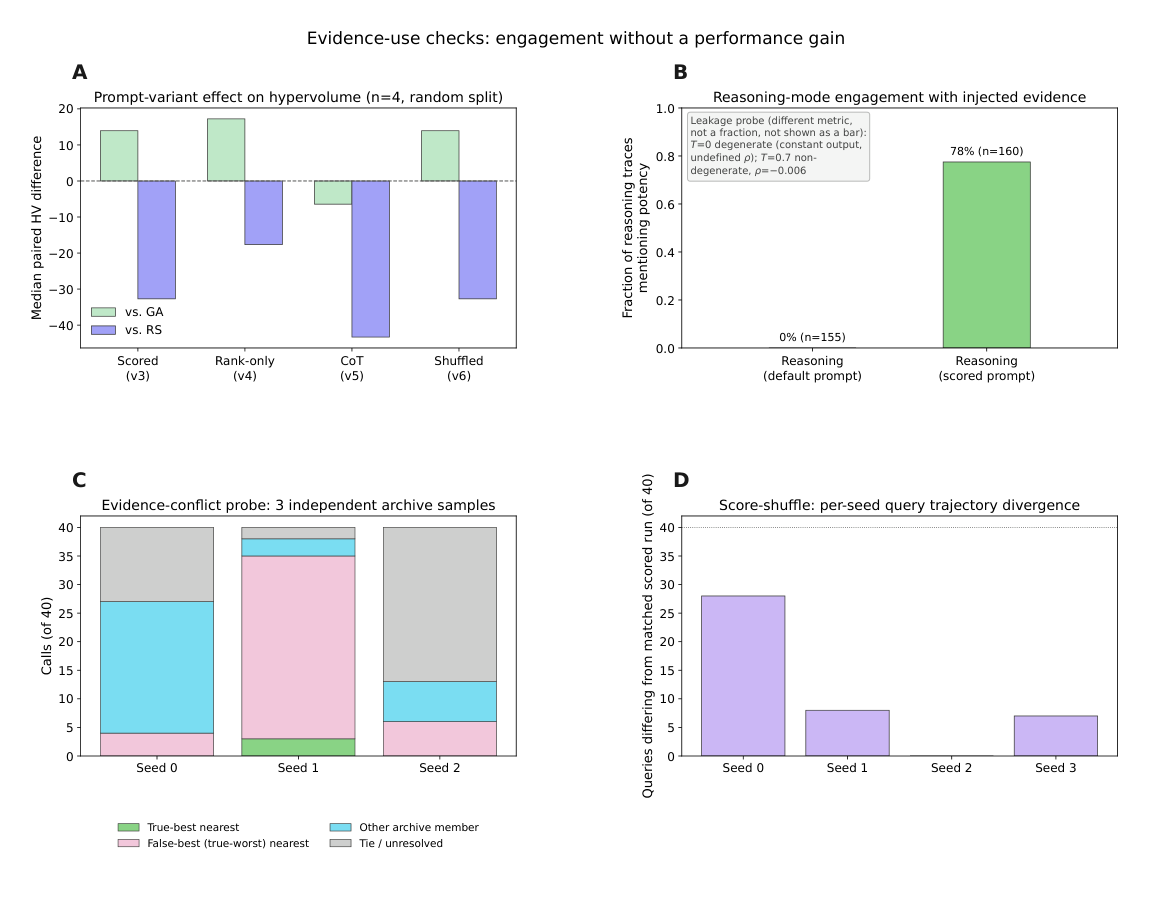 Evidence-use checks: engagement without a performance gain
A
Prompt-variant effect on hypervolume (n=4, random split)
Median paired HV difference
20
10
0
−10
−20
−30
−40
vs. GA
vs. RS
Scored
(v3)
Rank-only
(v4)
CoT
(v5)
Shuffled
(v6)
B
Reasoning-mode engagement with injected evidence
Fraction of reasoning traces
mentioning potency
1.0
0.8
0.6
0.4
0.2
0.0
Leakage probe (different metric,
not a fraction, not shown as a bar):
T=0 degenerate (constant output,
undefined ρ); T=0.7 non-
degenerate, ρ=−0.006
78% (n=160)
0% (n=155)
Reasoning
(default prompt)
Reasoning
(scored prompt)
C
Evidence-conflict probe: 3 independent archive samples
Calls (of 40)
40
35
30
25
20
15
10
5
0
Seed 0
Seed 1
Seed 2
True-best nearest
False-best (true-worst) nearest
Other archive member
Tie / unresolved
D
Score-shuffle: per-seed query trajectory divergence
Queries differing from matched scored run (of 40)
40
35
30
25
20
15
10
5
0
Seed 0
Seed 1
Seed 2
Seed 3